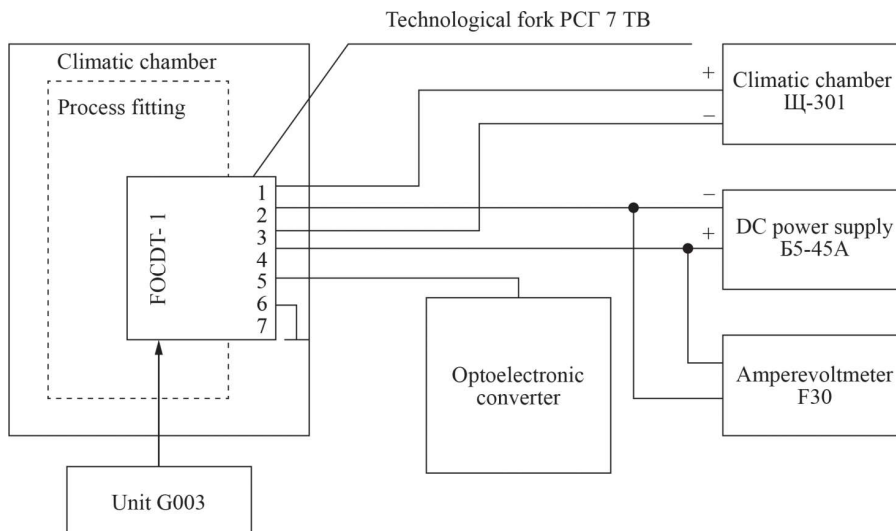 Technological fork РСГ 7 ТВ
Climatic chamber
Process fitting
FOCDT- 1
1
2
3
4
5
6
7
+
−
Climatic chamber
Щ-301
−
+
DC power supply
Б5-45А
Optoelectronic
converter
Amperevoltmeter
F30
Unit G003